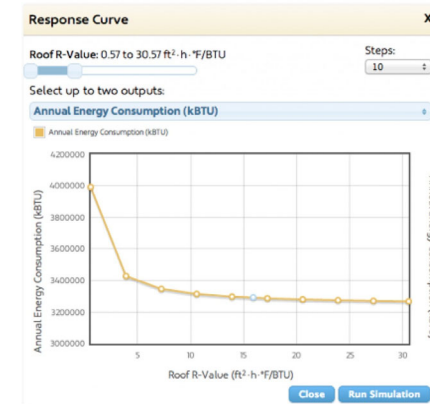 Response Curve
X
Roof R-Value: 0.57 to 30.57 ft²·h·°F/BTU
Steps:
10
Select up to two outputs:
Annual Energy Consumption (kBTU)
Annual Energy Consumption (kBTU)
Annual Energy Consumption (kBTU)
4200000
4000000
3800000
3600000
3400000
3200000
3000000
5
10
15
20
25
30
Roof R-Value (ft²·h·°F/BTU)
Close
Run Simulation